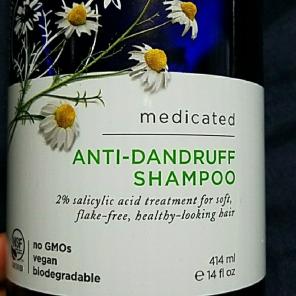 medicated
ANTI-DANDRUFF
SHAMPOO
2% salicylic acid treatment for soft,
flake-free, healthy-looking hair
NSF
no GMOs
vegan
biodegradable
414 ml
℮ 14 fl oz